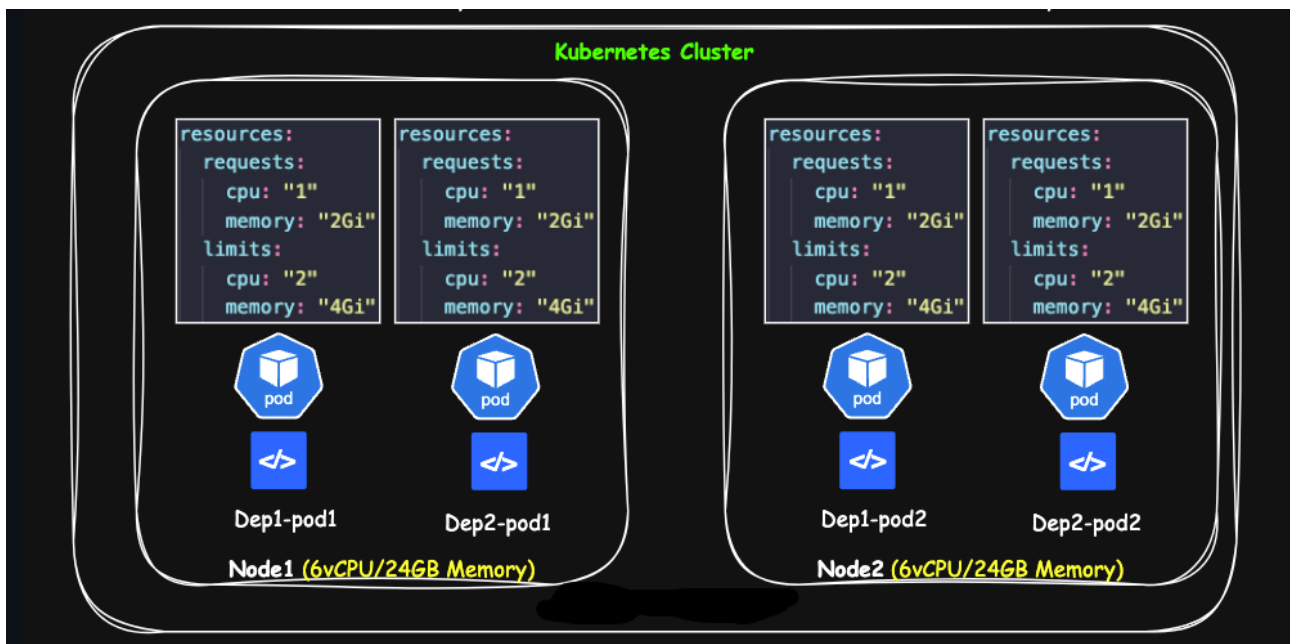 Kubernetes Cluster
resources:
requests:
cpu: "1"
memory: "2Gi"
limits:
cpu: "2"
memory: "4Gi"
resources:
requests:
cpu: "1"
memory: "2Gi"
limits:
cpu: "2"
memory: "4Gi"
pod
pod
</>
</>
Dep1-pod1
Dep2-pod1
Node1 (6vCPU/24GB Memory)
resources:
requests:
cpu: "1"
memory: "2Gi"
limits:
cpu: "2"
memory: "4Gi"
resources:
requests:
cpu: "1"
memory: "2Gi"
limits:
cpu: "2"
memory: "4Gi"
pod
pod
</>
</>
Dep1-pod2
Dep2-pod2
Node2 (6vCPU/24GB Memory)